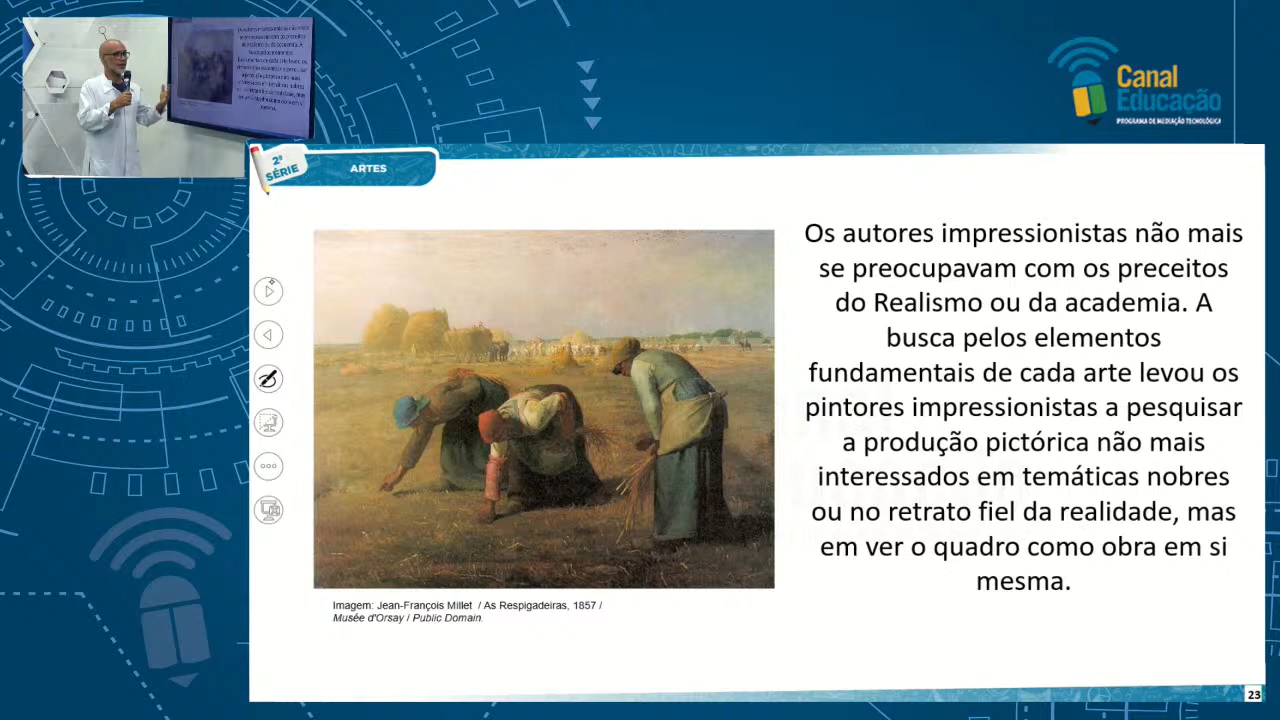 Canal
Educação
PROGRAMA DE MEDIAÇÃO TECNOLÓGICA
2ª
SÉRIE
ARTES
Os autores impressionistas não mais
se preocupavam com os preceitos
do Realismo ou da academia. A
busca pelos elementos
fundamentais de cada arte levou os
pintores impressionistas a pesquisar
a produção pictórica não mais
interessados em temáticas nobres
ou no retrato fiel da realidade, mas
em ver o quadro como obra em si
mesma.
Imagem: Jean-François Millet / As Respigadeiras, 1857 /
Musée d'Orsay / Public Domain.
23